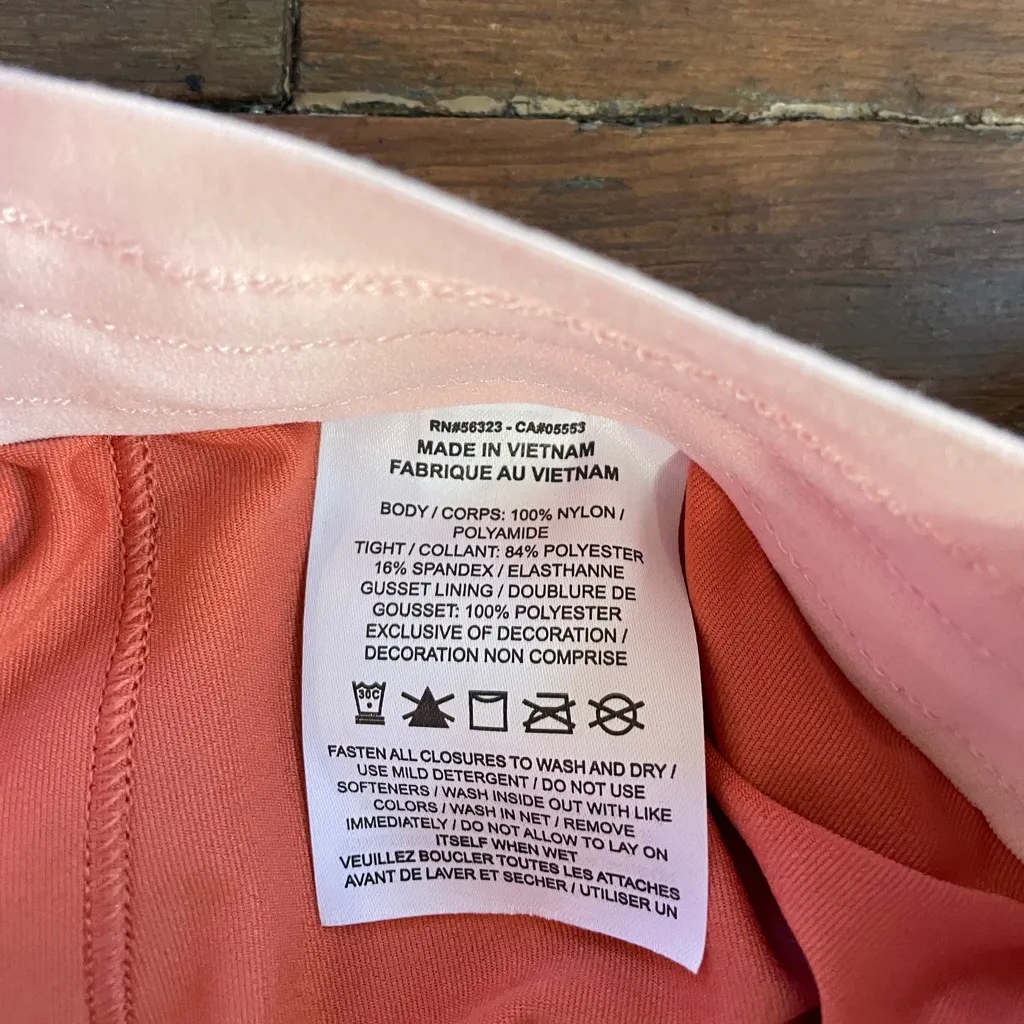 RN#56323 - CA#05553
MADE IN VIETNAM
FABRIQUE AU VIETNAM
BODY / CORPS: 100% NYLON /
POLYAMIDE
TIGHT / COLLANT: 84% POLYESTER
16% SPANDEX / ELASTHANNE
GUSSET LINING / DOUBLURE DE
GOUSSET: 100% POLYESTER
EXCLUSIVE OF DECORATION /
DECORATION NON COMPRISE
30C
FASTEN ALL CLOSURES TO WASH AND DRY /
USE MILD DETERGENT / DO NOT USE
SOFTENERS / WASH INSIDE OUT WITH LIKE
COLORS / WASH IN NET / REMOVE
IMMEDIATELY / DO NOT ALLOW TO LAY ON
ITSELF WHEN WET
VEUILLEZ BOUCLER TOUTES LES ATTACHES
AVANT DE LAVER ET SECHER / UTILISER UN